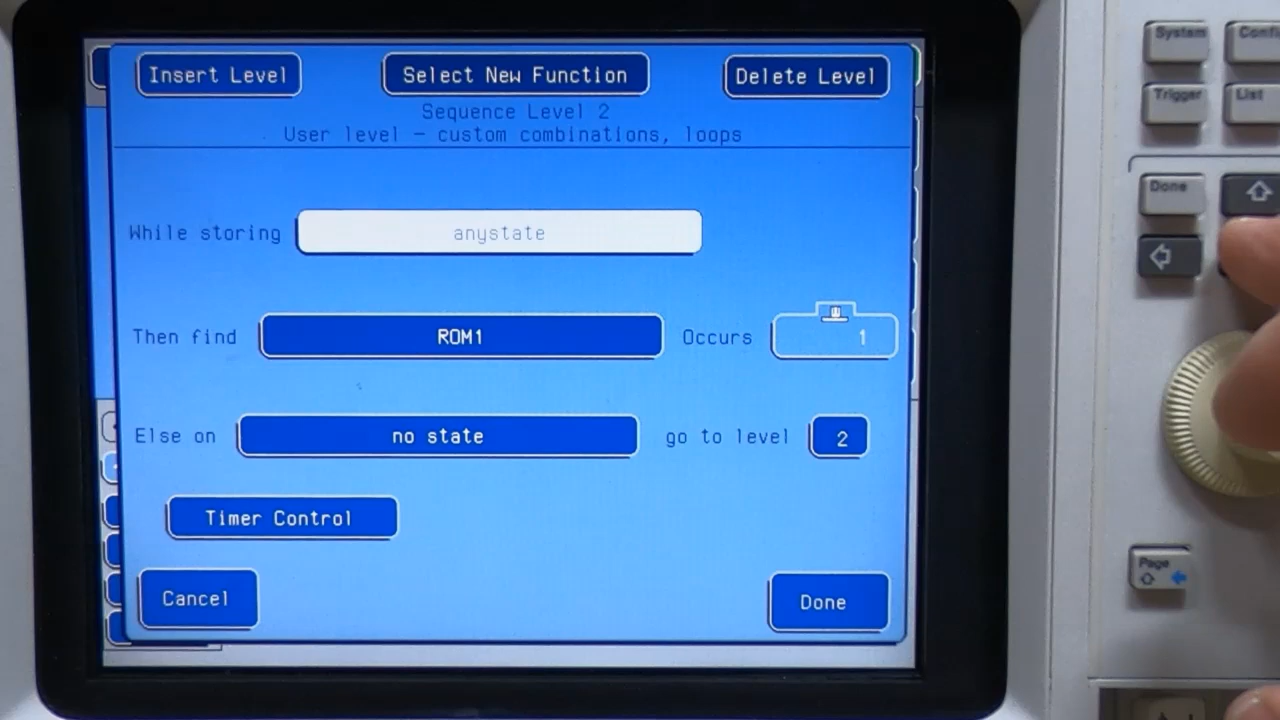 Insert Level
Select New Function
Delete Level
Sequence Level 2
User level - custom combinations, loops
While storing
anystate
Then find
ROM1
Occurs
1
Else on
no state
go to level
2
Timer Control
Cancel
Done
System
Trigger
List
Done
Page